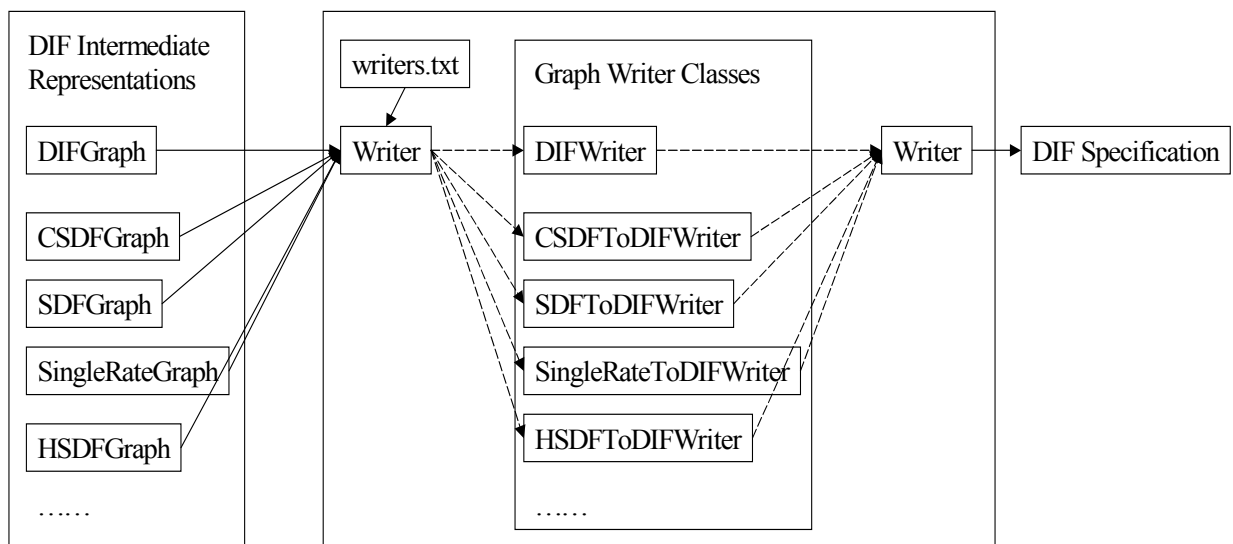 DIF Intermediate
Representations
DIFGraph
CSDFGraph
SDFGraph
SingleRateGraph
HSDFGraph
……
writers.txt
Writer
Graph Writer Classes
DIFWriter
CSDFToDIFWriter
SDFToDIFWriter
SingleRateToDIFWriter
HSDFToDIFWriter
……
Writer
DIF Specification